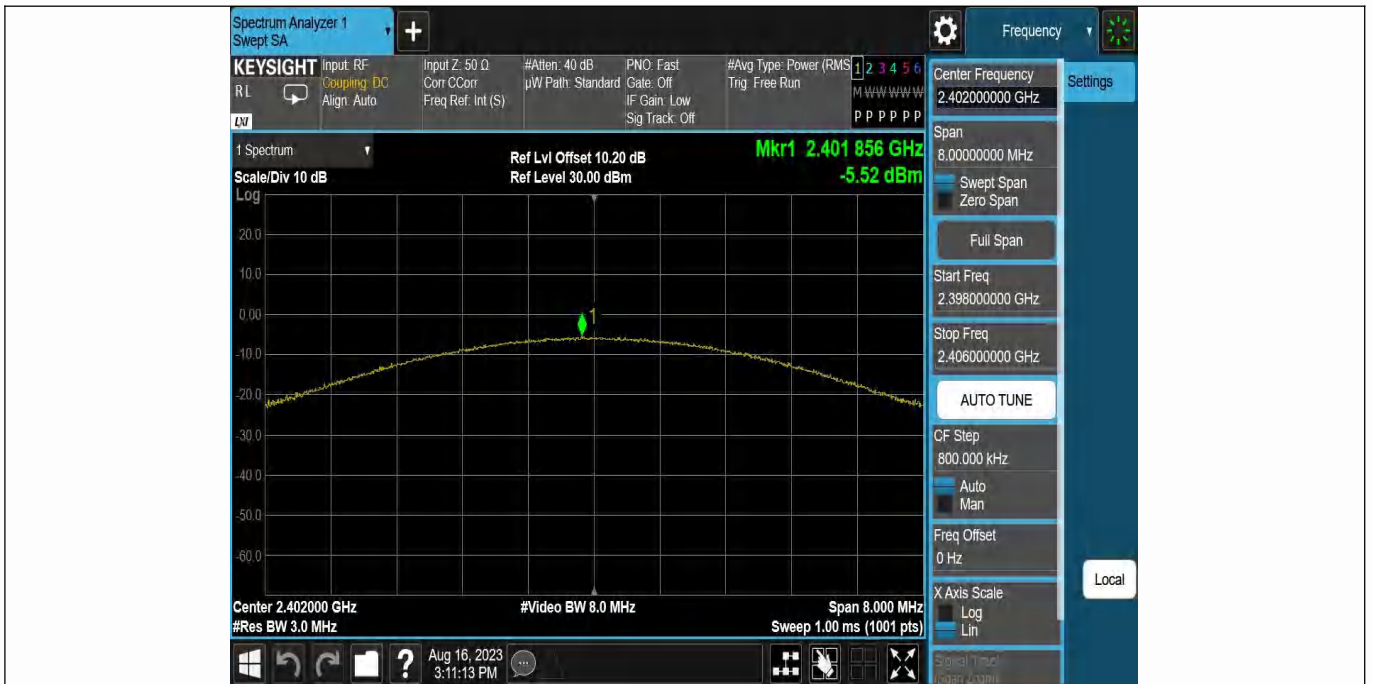 Spectrum Analyzer 1
Swept SA
+
Frequency
KEYSIGHT
RL
LXI
Input: RF
Coupling: DC
Align: Auto
Input Z: 50 Ω
Corr CCorr
Freq Ref: Int (S)
#Atten: 40 dB
µW Path: Standard
PNO: Fast
Gate: Off
IF Gain: Low
Sig Track: Off
#Avg Type: Power (RMS
Trig: Free Run
1 2 3 4 5 6
M W W W W W
P P P P P P
1 Spectrum
Scale/Div 10 dB
Log
Ref Lvl Offset 10.20 dB
Ref Level 30.00 dBm
Mkr1 2.401 856 GHz
-5.52 dBm
20.0
10.0
0.00
-10.0
-20.0
-30.0
-40.0
-50.0
-60.0
1
Center 2.402000 GHz
#Res BW 3.0 MHz
#Video BW 8.0 MHz
Span 8.000 MHz
Sweep 1.00 ms (1001 pts)
Center Frequency
2.402000000 GHz
Settings
Span
8.00000000 MHz
Swept Span
Zero Span
Full Span
Start Freq
2.398000000 GHz
Stop Freq
2.406000000 GHz
AUTO TUNE
CF Step
800.000 kHz
Auto
Man
Freq Offset
0 Hz
X Axis Scale
Log
Lin
Signal Track
(Span Zoom)
Local
?
Aug 16, 2023
3:11:13 PM